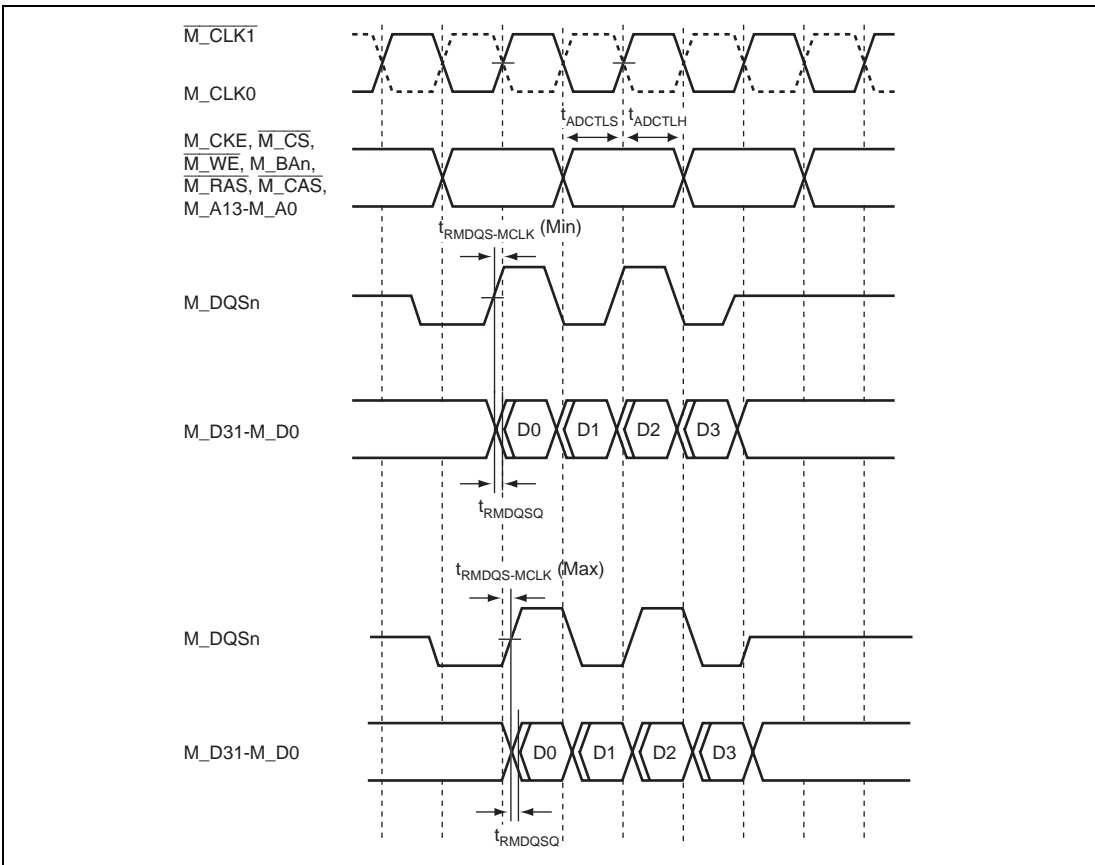 M_CLK1
M_CLK0
tADCTLS tADCTLH
M_CKE, M_CS,
M_WE, M_BAn,
M_RAS, M_CAS,
M_A13-M_A0
tRMDQS-MCLK (Min)
M_DQSn
M_D31-M_D0
D0 D1 D2 D3
tRMDQSQ
tRMDQS-MCLK (Max)
M_DQSn
M_D31-M_D0
D0 D1 D2 D3
tRMDQSQ